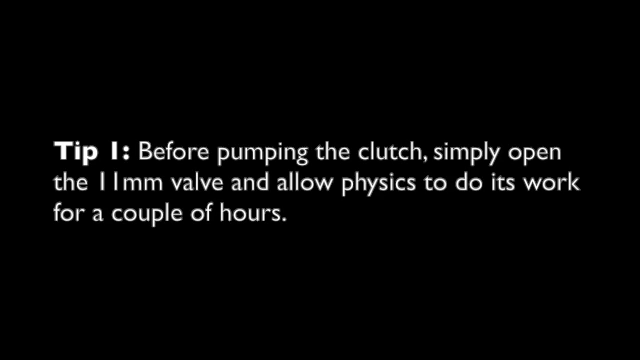 Tip 1: Before pumping the clutch, simply open
the 11mm valve and allow physics to do its work
for a couple of hours.